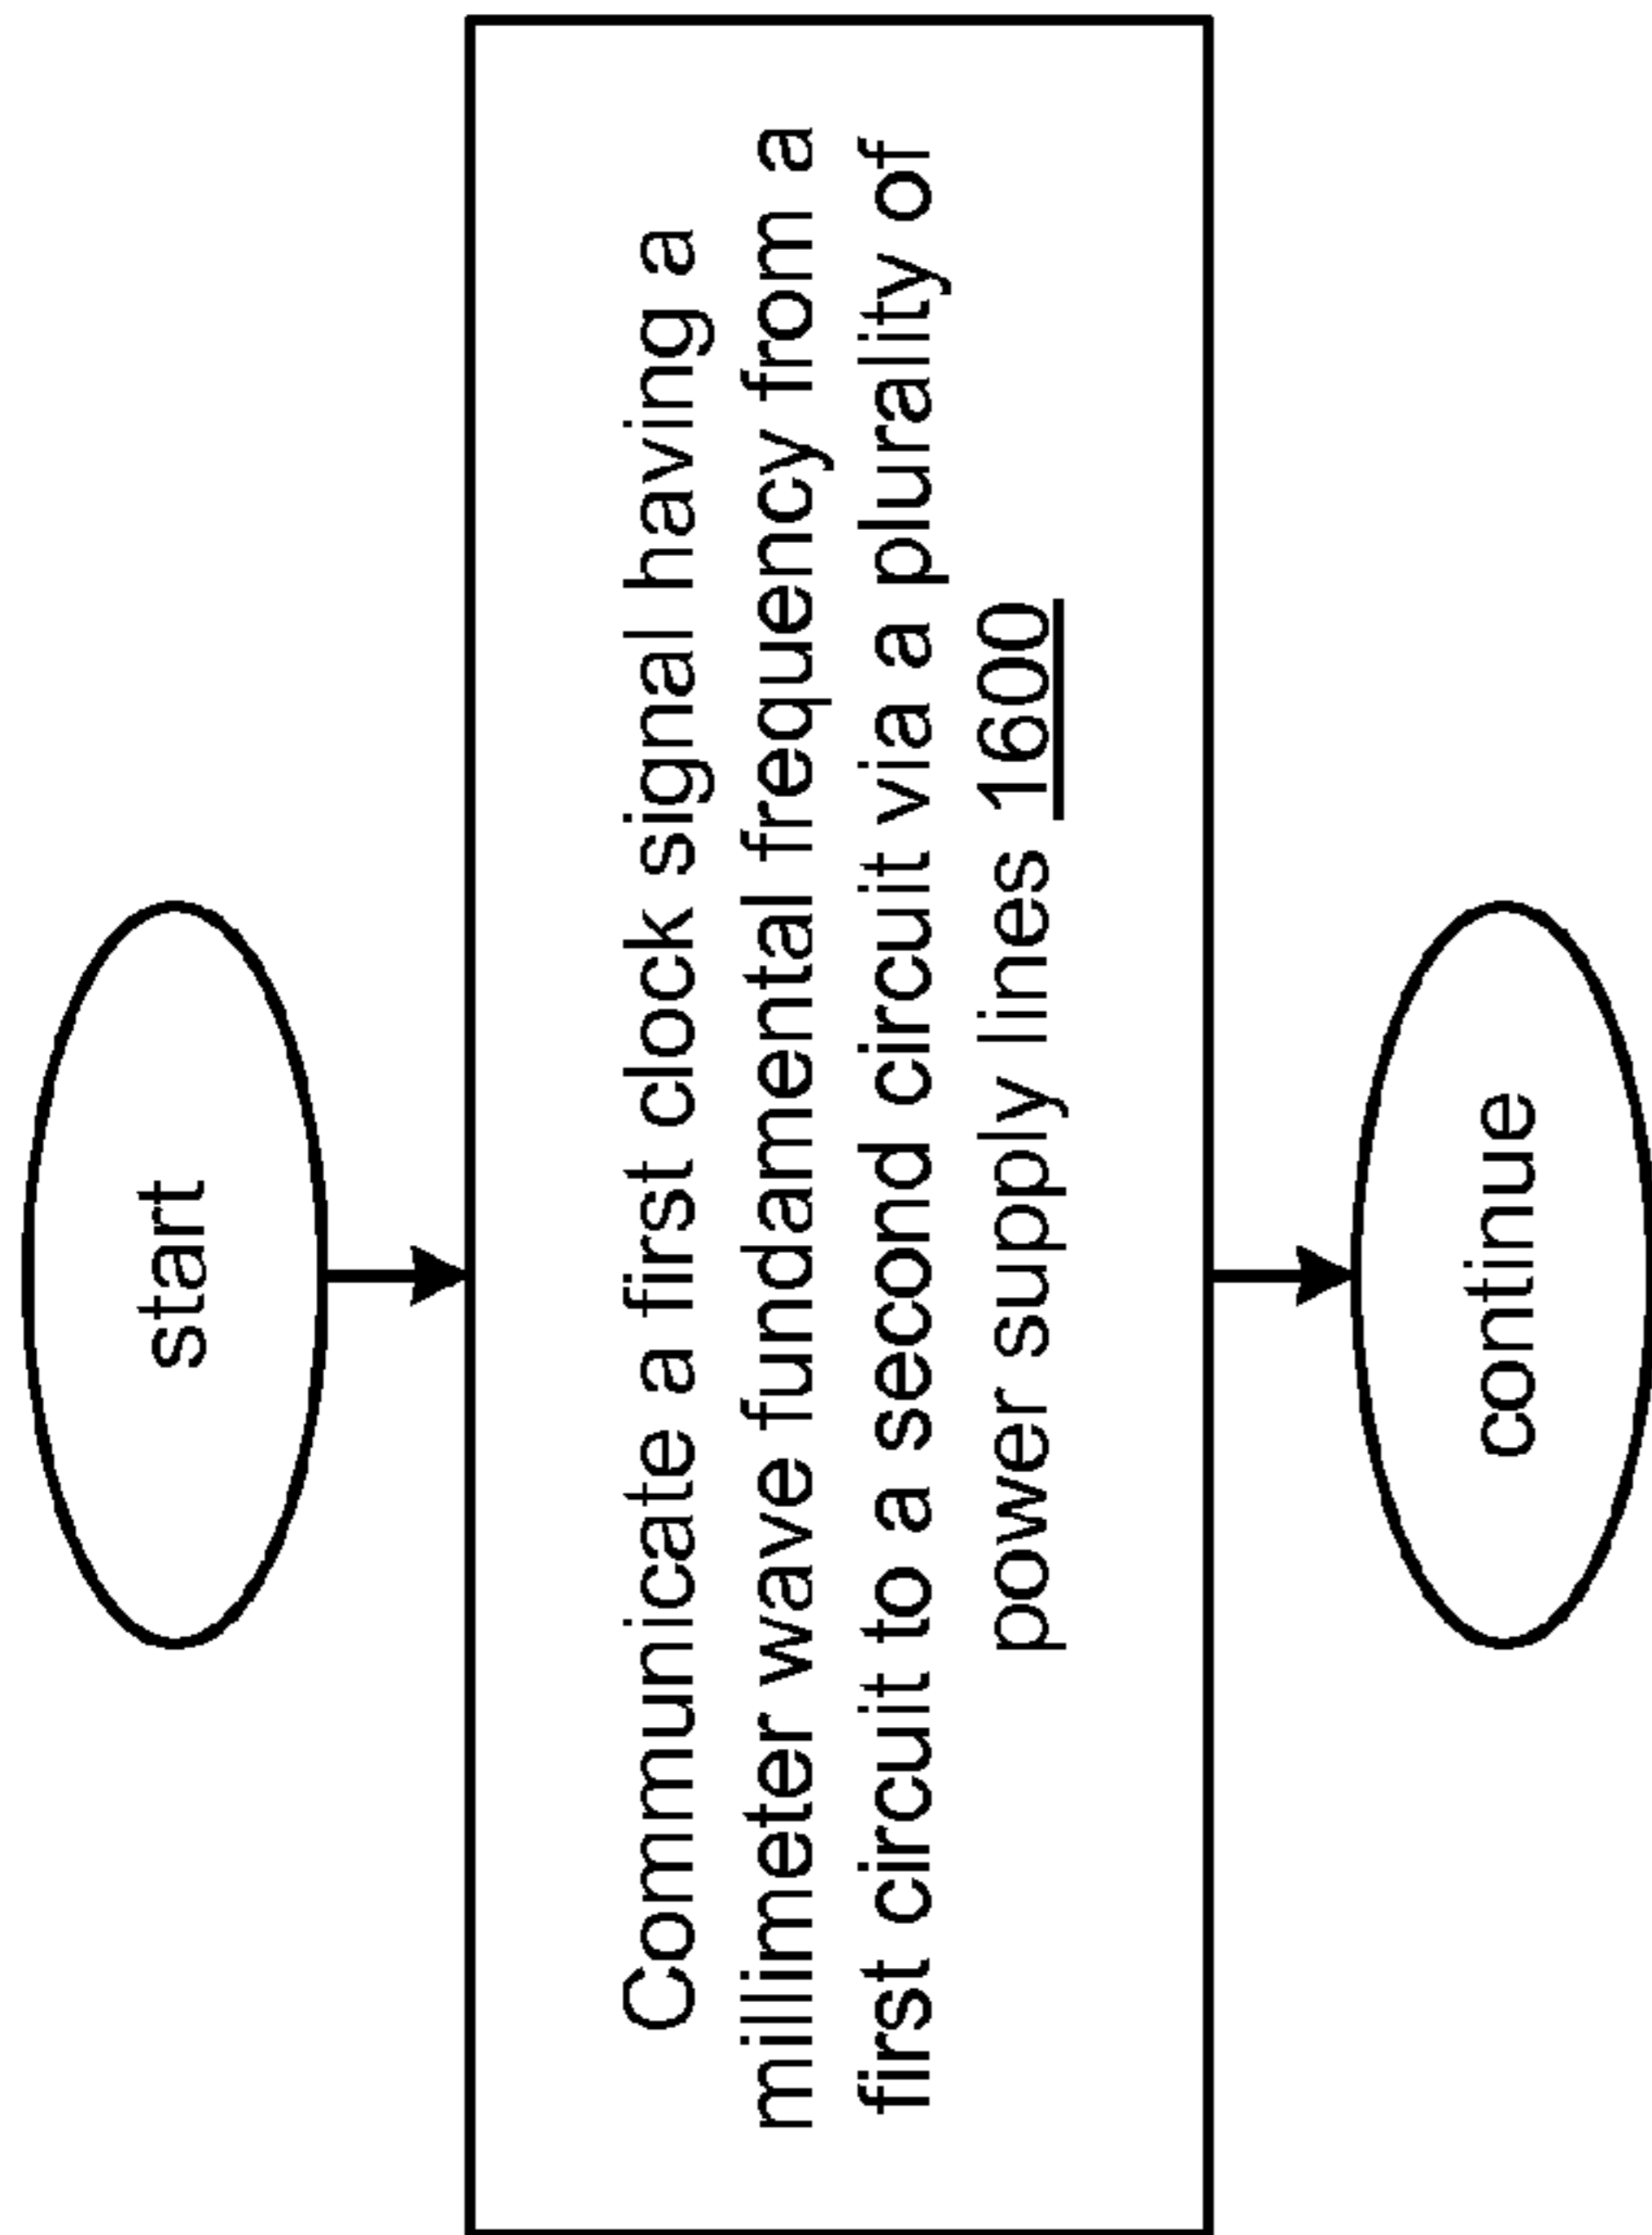 start
Communicate a first clock signal having a
millimeter wave fundamental frequency from a
first circuit to a second circuit via a plurality of
power supply lines 1600
continue